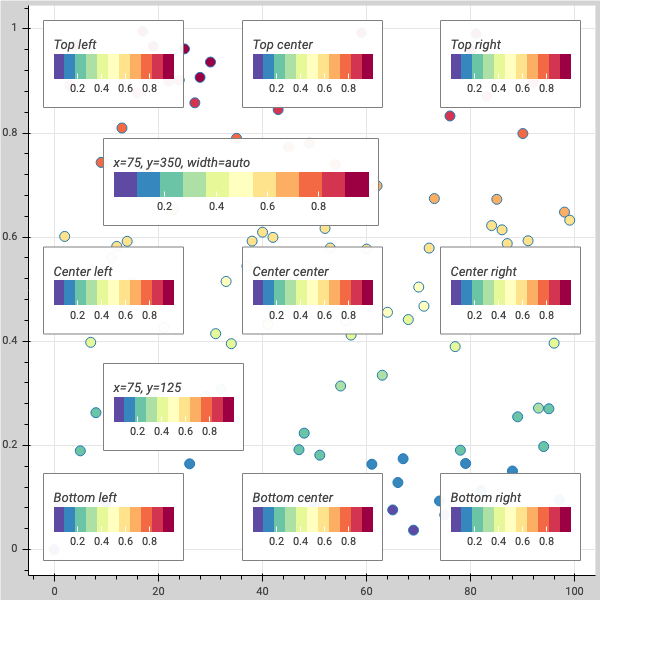 1
Top left
0.2 0.4 0.6 0.8
Top center
0.2 0.4 0.6 0.8
Top right
0.2 0.4 0.6 0.8
0.8
x=75, y=350, width=auto
0.2 0.4 0.6 0.8
0.6
Center left
0.2 0.4 0.6 0.8
Center center
0.2 0.4 0.6 0.8
Center right
0.2 0.4 0.6 0.8
0.4
x=75, y=125
0.2 0.4 0.6 0.8
0.2
Bottom left
0.2 0.4 0.6 0.8
Bottom center
0.2 0.4 0.6 0.8
Bottom right
0.2 0.4 0.6 0.8
0
0 20 40 60 80 100